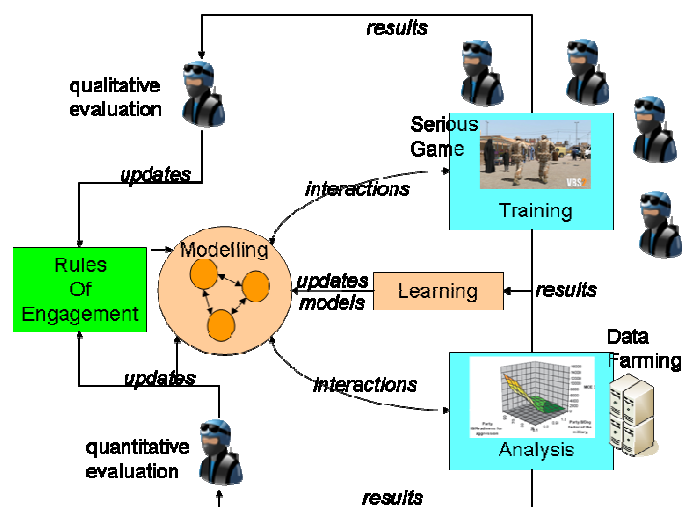 results
qualitative
evaluation
Serious
Game
VBS2
Training
updates
interactions
Modelling
Rules
Of
Engagement
updates
models
Learning
results
Data
Farming
interactions
updates
Analysis
quantitative
evaluation
results